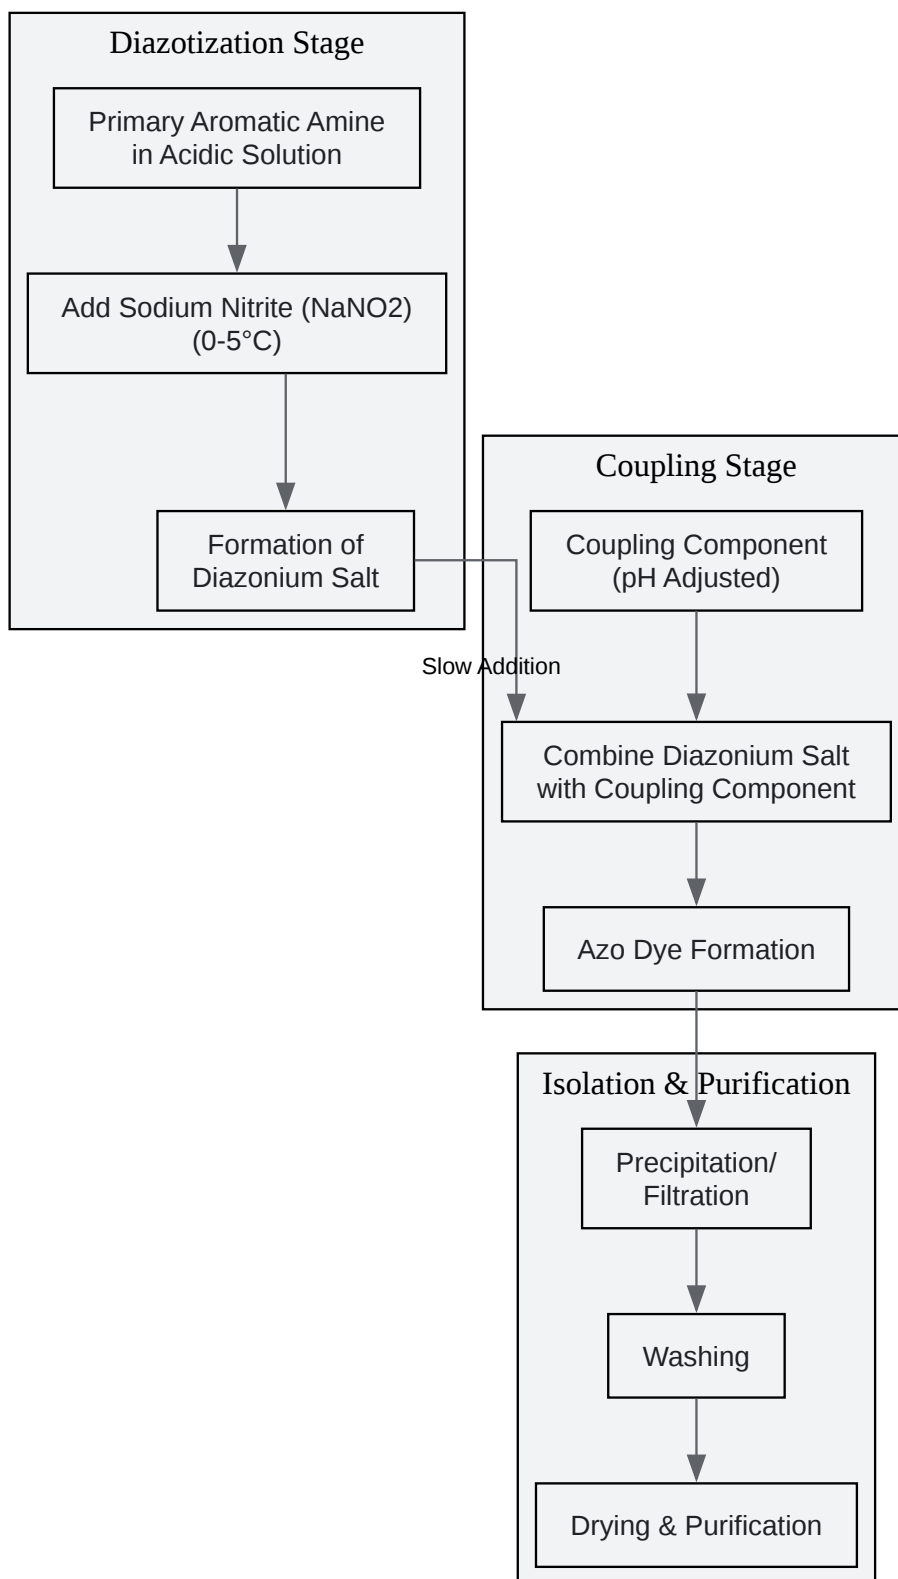 Diazotization Stage
Primary Aromatic Amine
in Acidic Solution
Add Sodium Nitrite (NaNO2)
(0-5°C)
Formation of
Diazonium Salt
Coupling Stage
Coupling Component
(pH Adjusted)
Slow Addition
Combine Diazonium Salt
with Coupling Component
Azo Dye Formation
Isolation & Purification
Precipitation/
Filtration
Washing
Drying & Purification